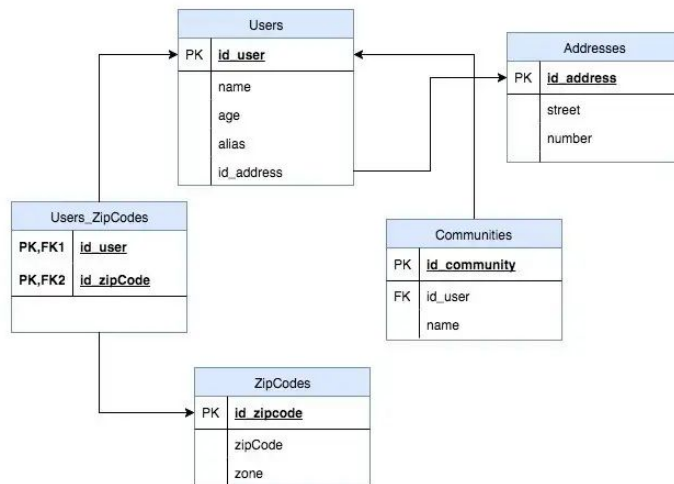 Users
PK id_user
name
age
alias
id_address
Addresses
PK id_address
street
number
Users_ZipCodes
PK,FK1 id_user
PK,FK2 id_zipCode
Communities
PK id_community
FK id_user
name
ZipCodes
PK id_zipcode
zipCode
zone